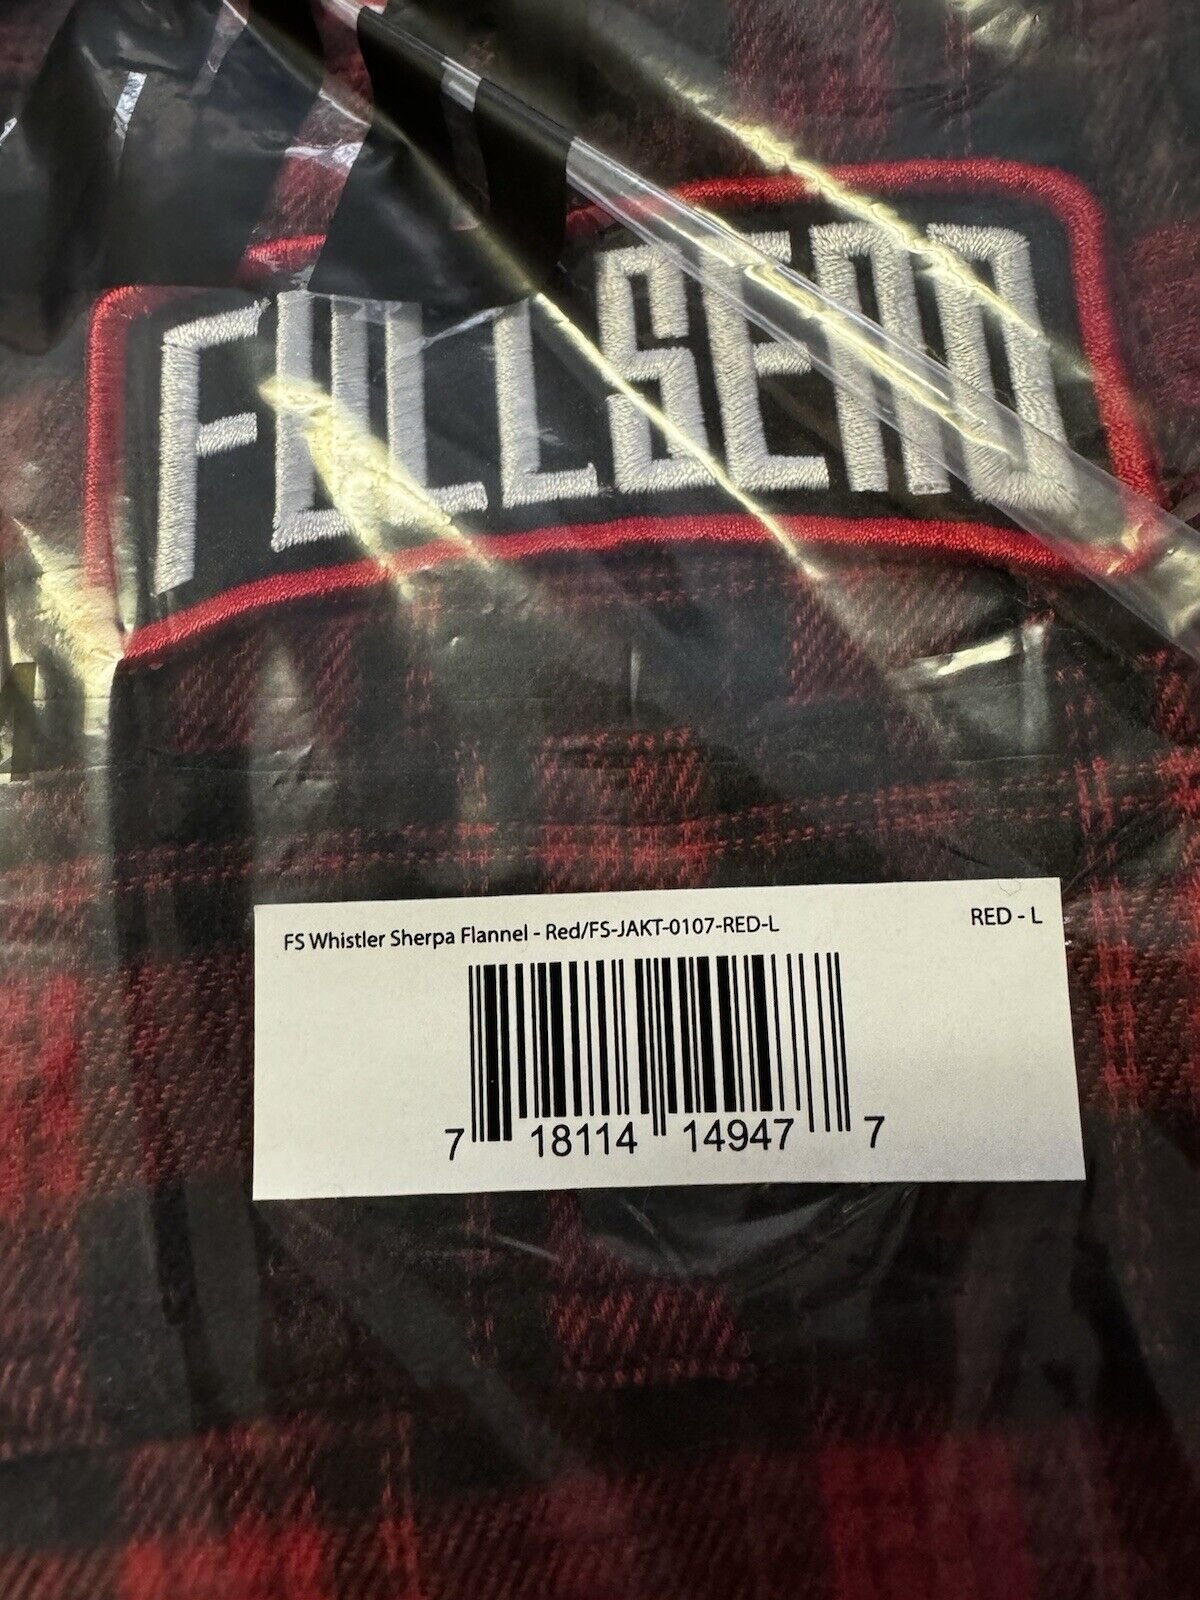 FULLSEND
FS Whistler Sherpa Flannel - Red/FS-JAKT-0107-RED-L
RED - L
7 18114 14947 7